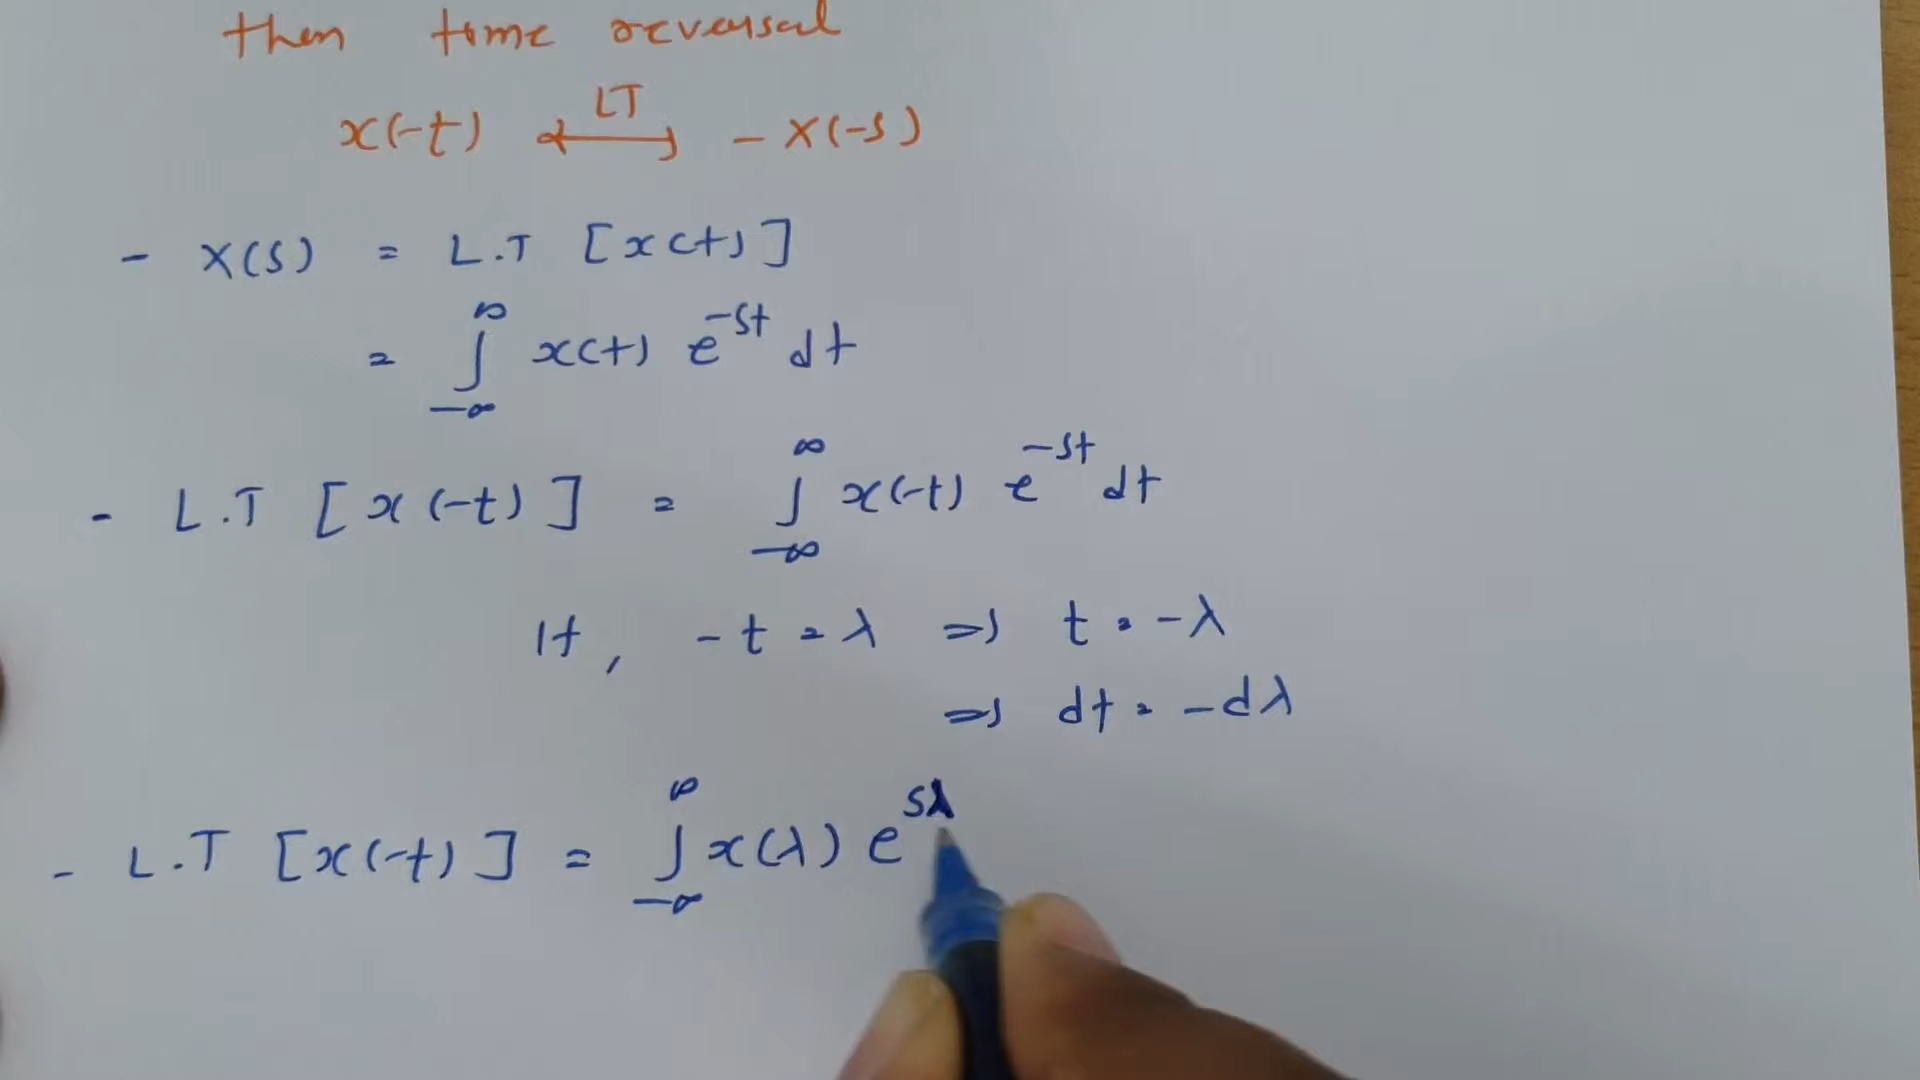 then time reversal
x(-t) ⟷ LT - X(-s)
- X(s) = L.T [x(t)]
= ∫_{-∞}^{∞} x(t) e^{-st} dt
- L.T [x(-t)] = ∫_{-∞}^{∞} x(-t) e^{-st} dt
If, -t = λ ⇒ t = -λ
⇒ dt = -dλ
- L.T [x(-t)] = ∫_{-∞}^{∞} x(λ) e^{sλ}